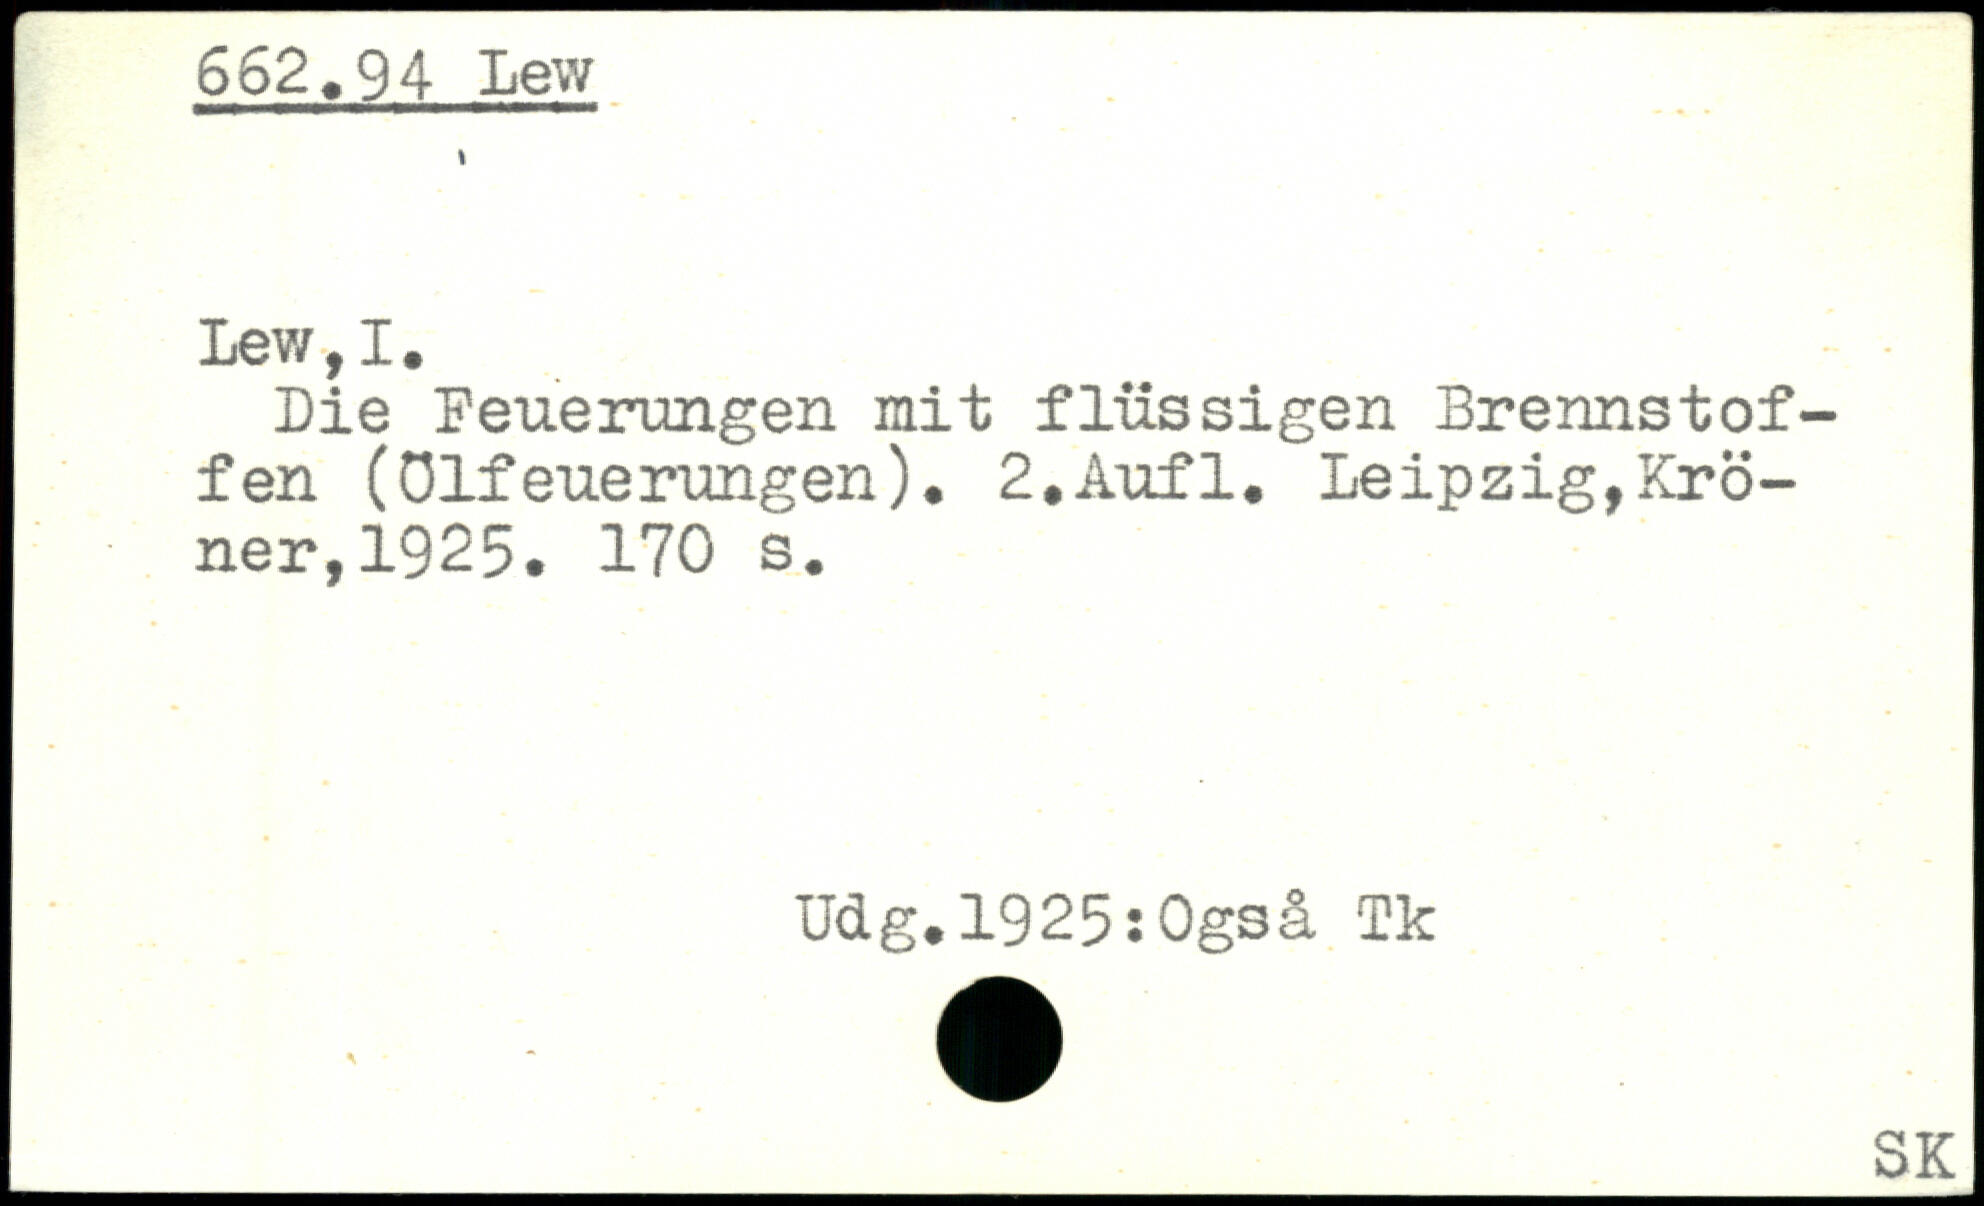 662.94 Lew
Lew,I.
Die Feuerungen mit flüssigen Brennstof-
fen (Ölfeuerungen). 2.Aufl. Leipzig,Krö-
ner,1925. 170 s.
Udg.1925:Også Tk
SK